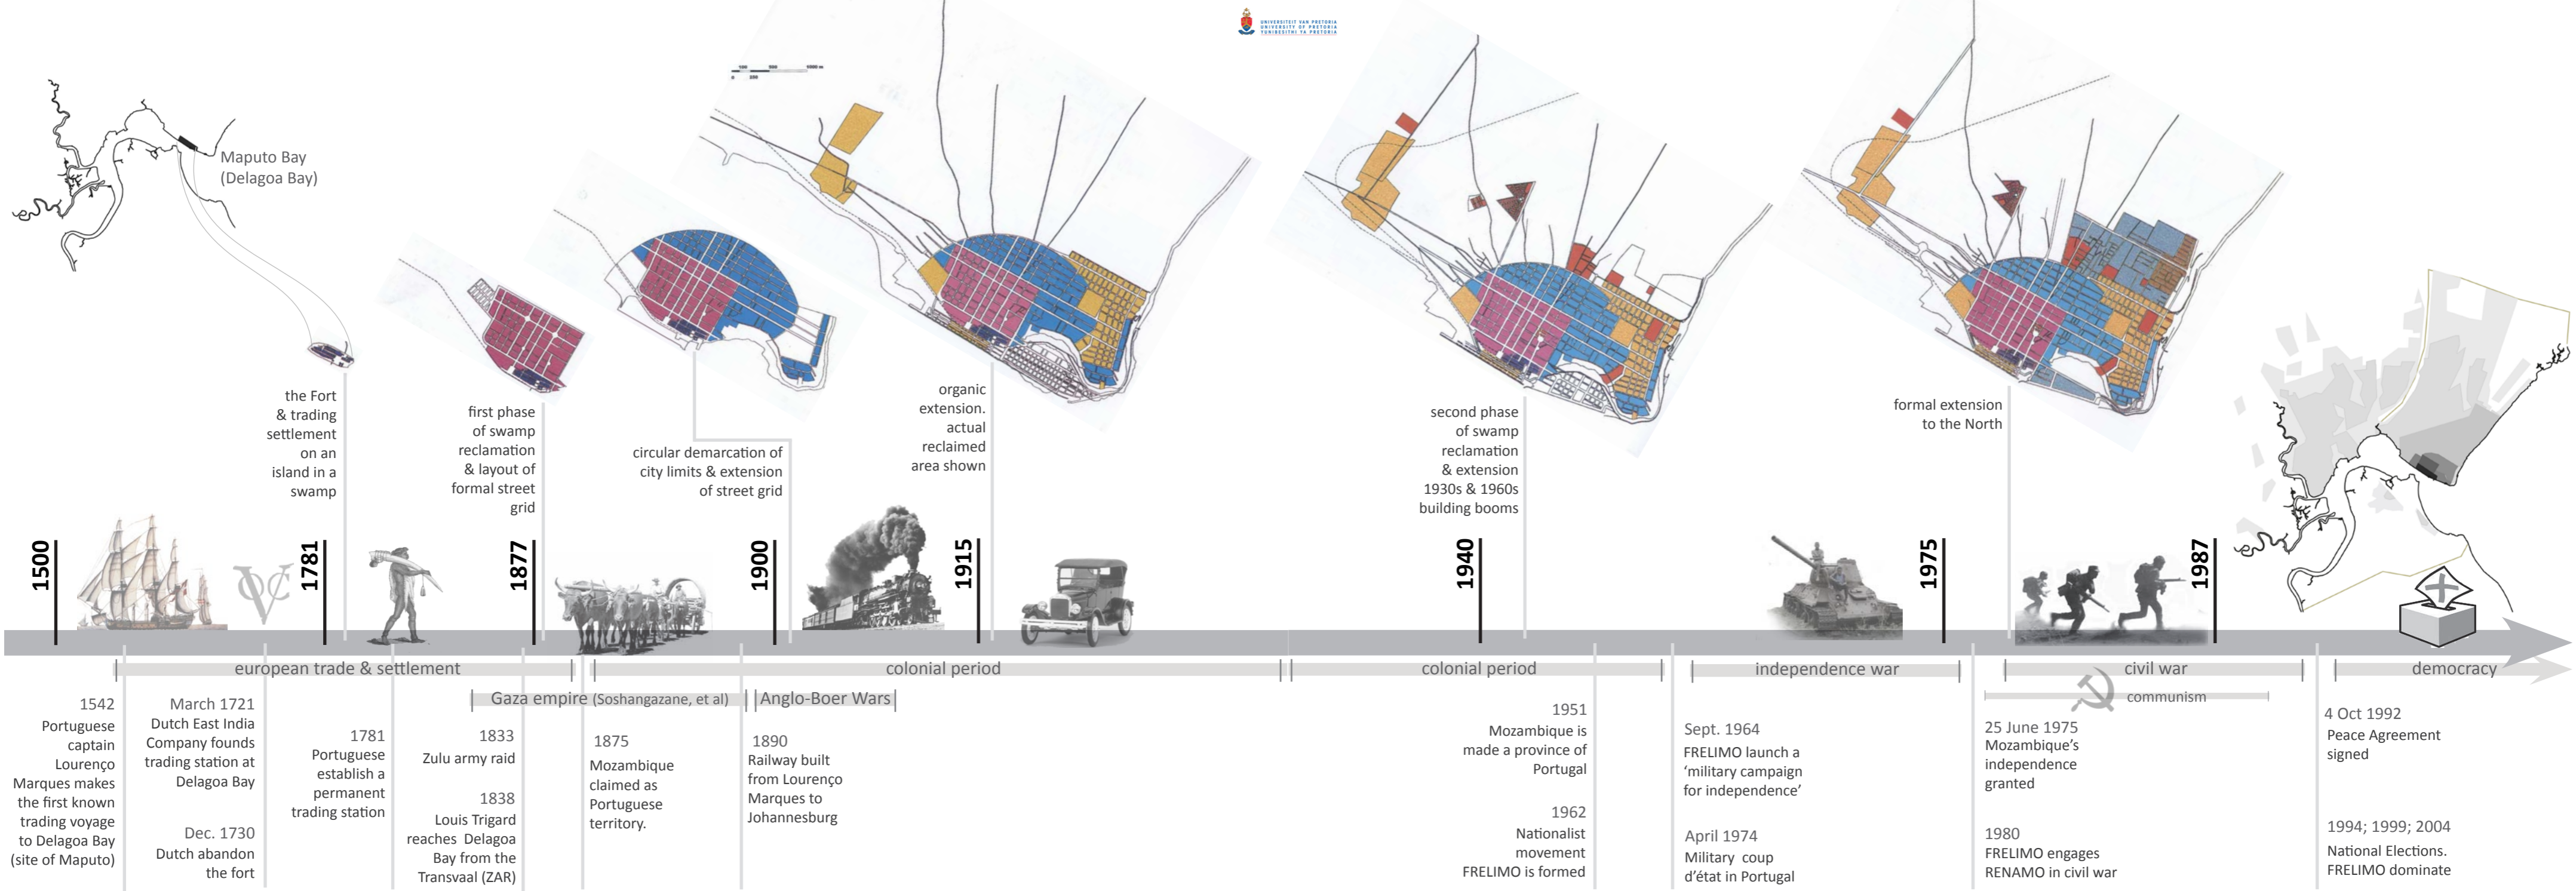 UNIVERSITEIT VAN PRETORIA
UNIVERSITY OF PRETORIA
YUNIBESITHI YA PRETORIA
Maputo Bay
(Delagoa Bay)
the Fort
& trading
settlement
on an
island in a
swamp
first phase
of swamp
reclamation
& layout of
formal street
grid
circular demarcation of
city limits & extension
of street grid
organic
extension.
actual
reclaimed
area shown
second phase
of swamp
reclamation
& extension
1930s & 1960s
building booms
formal extension
to the North
1500
VOC
1781
1877
1900
1915
1940
1975
1987
european trade & settlement
colonial period
colonial period
independence war
civil war
democracy
Gaza empire (Soshangazane, et al)
Anglo-Boer Wars
communism
1542
Portuguese
captain
Lourenço
Marques makes
the first known
trading voyage
to Delagoa Bay
(site of Maputo)
March 1721
Dutch East India
Company founds
trading station at
Delagoa Bay
Dec. 1730
Dutch abandon
the fort
1781
Portuguese
establish a
permanent
trading station
1833
Zulu army raid
1838
Louis Trigard
reaches Delagoa
Bay from the
Transvaal (ZAR)
1875
Mozambique
claimed as
Portuguese
territory.
1890
Railway built
from Lourenço
Marques to
Johannesburg
1951
Mozambique is
made a province of
Portugal
1962
Nationalist
movement
FRELIMO is formed
Sept. 1964
FRELIMO launch a
‘military campaign
for independence’
April 1974
Military coup
d’état in Portugal
25 June 1975
Mozambique’s
independence
granted
1980
FRELIMO engages
RENAMO in civil war
4 Oct 1992
Peace Agreement
signed
1994; 1999; 2004
National Elections.
FRELIMO dominate